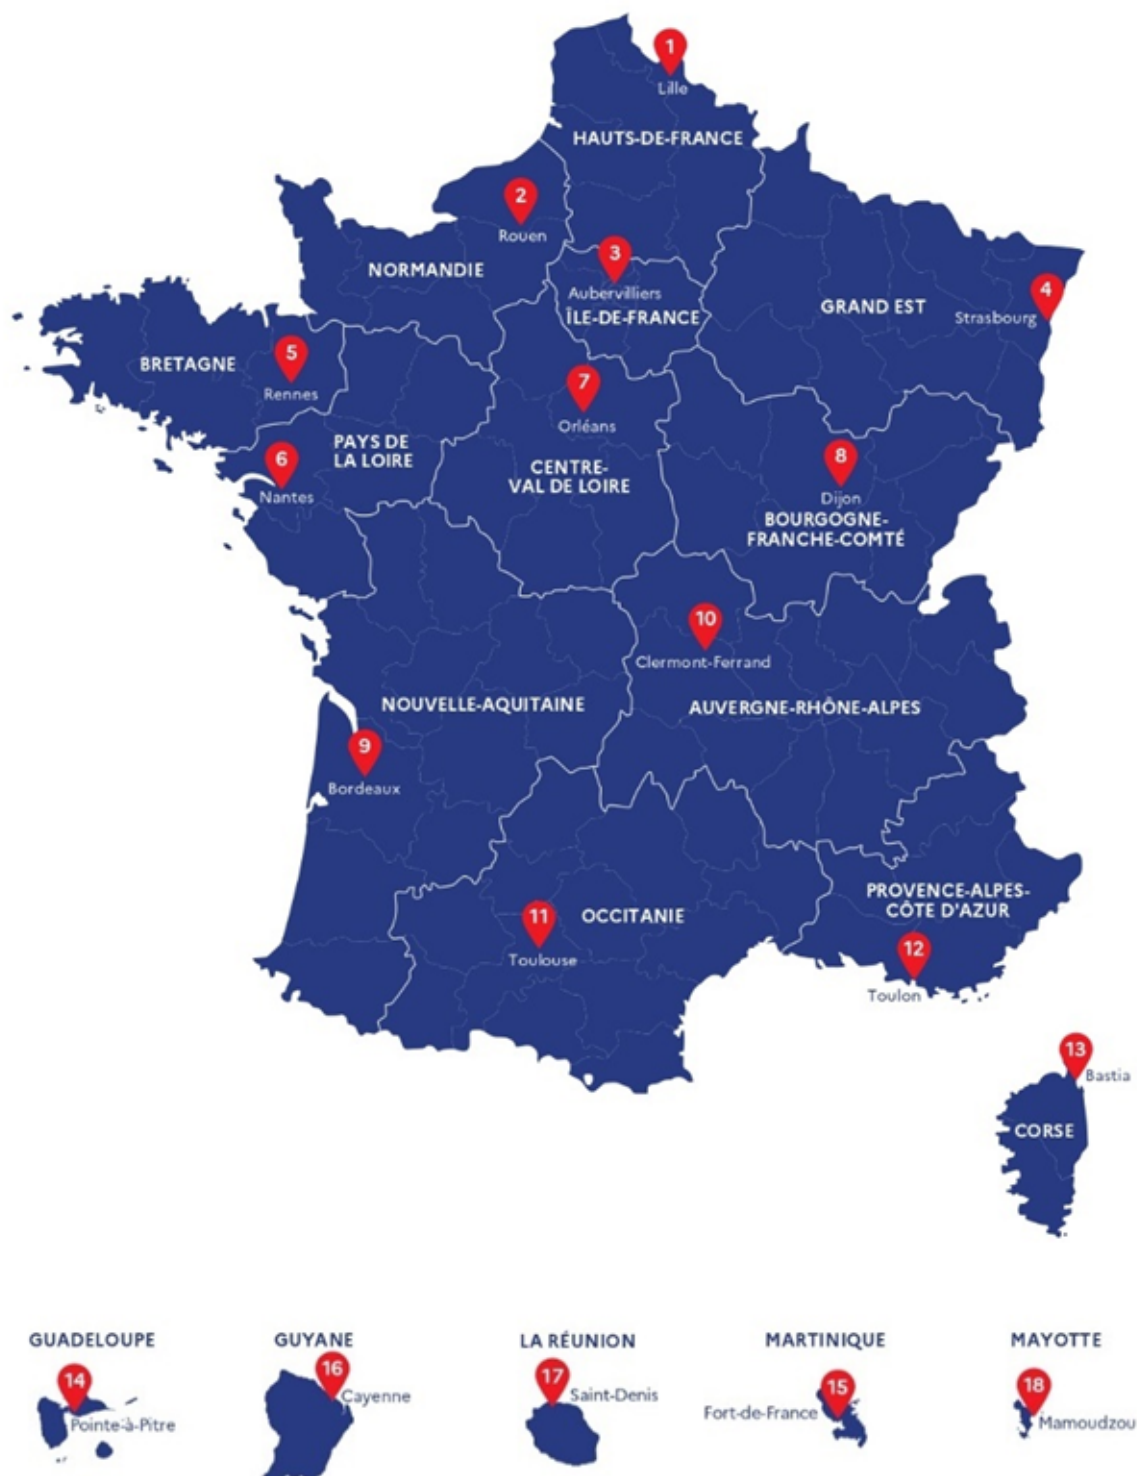 1
Lille
HAUTS-DE-FRANCE
2
Rouen
3
Aubervilliers
ÎLE-DE-FRANCE
NORMANDIE
GRAND EST
4
Strasbourg
BRETAGNE
5
Rennes
7
Orléans
PAYS DE
LA LOIRE
6
Nantes
CENTRE-
VAL DE LOIRE
8
Dijon
BOURGOGNE-
FRANCHE-COMTÉ
10
Clermont-Ferrand
NOUVELLE-AQUITAINE
AUVERGNE-RHÔNE-ALPES
9
Bordeaux
PROVENCE-ALPES-
CÔTE D'AZUR
11
Toulouse
OCCITANIE
12
Toulon
13
Bastia
CORSE
GUADELOUPE
14
Pointe-à-Pitre
GUYANE
16
Cayenne
LA RÉUNION
17
Saint-Denis
MARTINIQUE
15
Fort-de-France
MAYOTTE
18
Mamoudzou